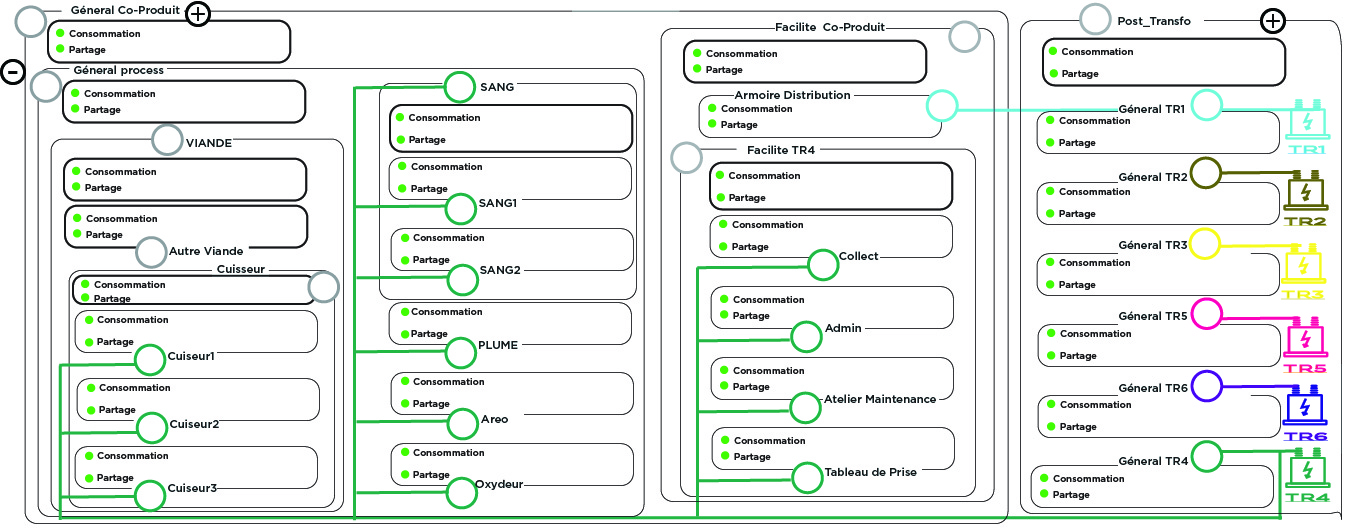 Géneral Co-Produit
Consommation
Partage
Géneral process
Consommation
Partage
VIANDE
Consommation
Partage
Consommation
Partage
Autre Viande
Cuisseur
Consommation
Partage
Consommation
Partage
Cuiseur1
Consommation
Partage
Cuiseur2
Consommation
Partage
Cuiseur3
SANG
Consommation
Partage
Consommation
Partage
SANG1
Consommation
Partage
SANG2
Consommation
Partage
PLUME
Consommation
Partage
Areo
Consommation
Partage
Oxydeur
Facilite Co-Produit
Consommation
Partage
Armoire Distribution
Consommation
Partage
Facilite TR4
Consommation
Partage
Consommation
Partage
Collect
Consommation
Partage
Admin
Consommation
Partage
Atelier Maintenance
Consommation
Partage
Tableau de Prise
Post_Transfo
Consommation
Partage
Géneral TR1
Consommation
Partage
TR1
Géneral TR2
Consommation
Partage
TR2
Géneral TR3
Consommation
Partage
TR3
Géneral TR5
Consommation
Partage
TR5
Géneral TR6
Consommation
Partage
TR6
Géneral TR4
Consommation
Partage
TR4